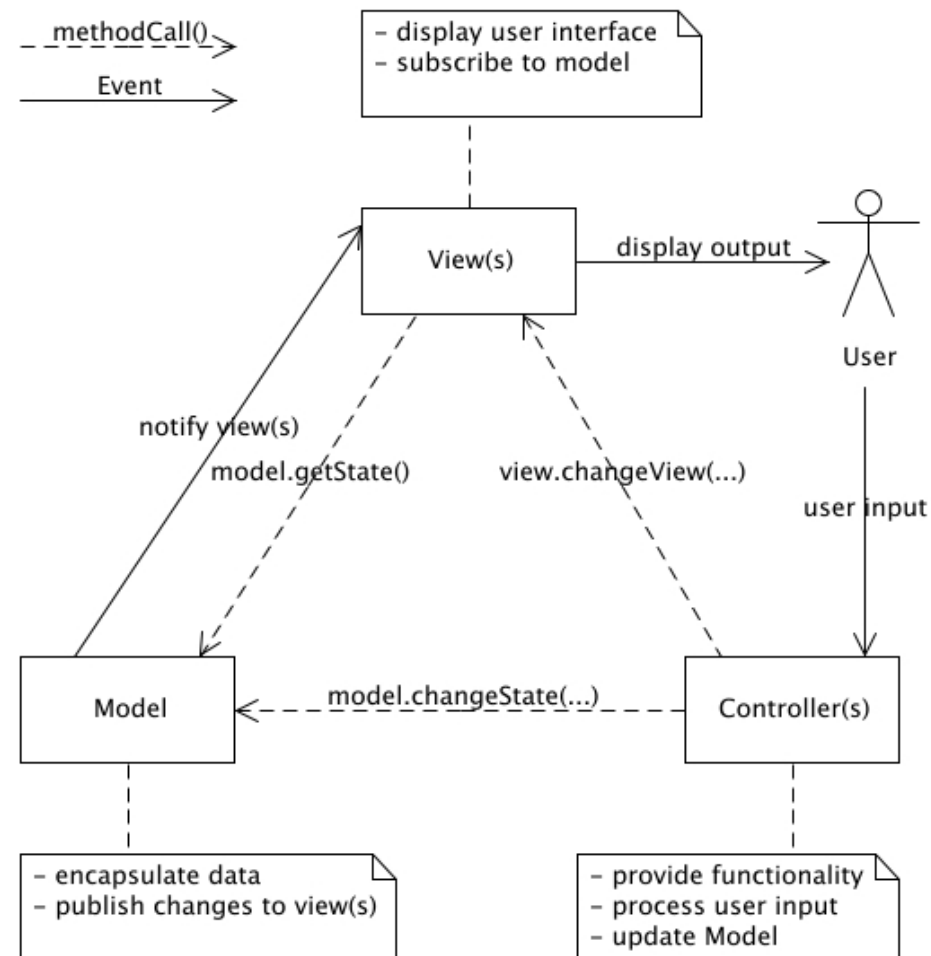 methodCall()
Event
- display user interface
- subscribe to model
View(s)
display output
User
notify view(s)
model.getState()
view.changeView(...)
user input
Model
model.changeState(...)
Controller(s)
- encapsulate data
- publish changes to view(s)
- provide functionality
- process user input
- update Model